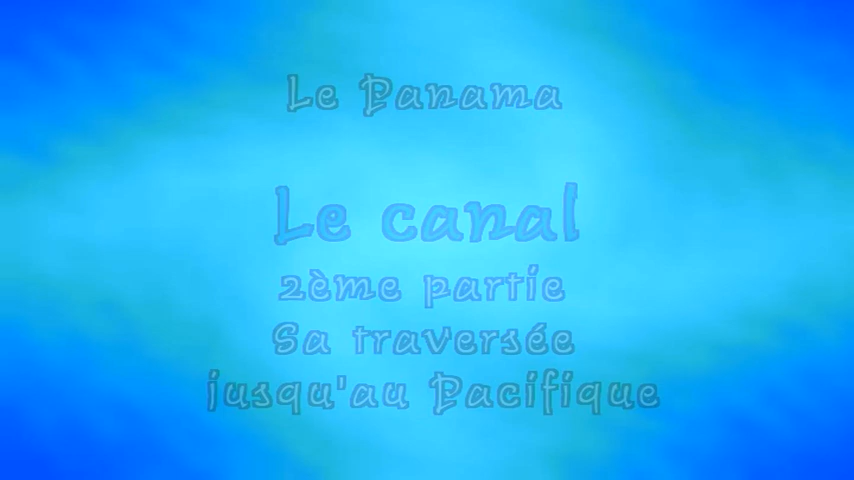 Le Panama
Le canal
2ème partie
Sa traversée
jusqu'au Pacifique